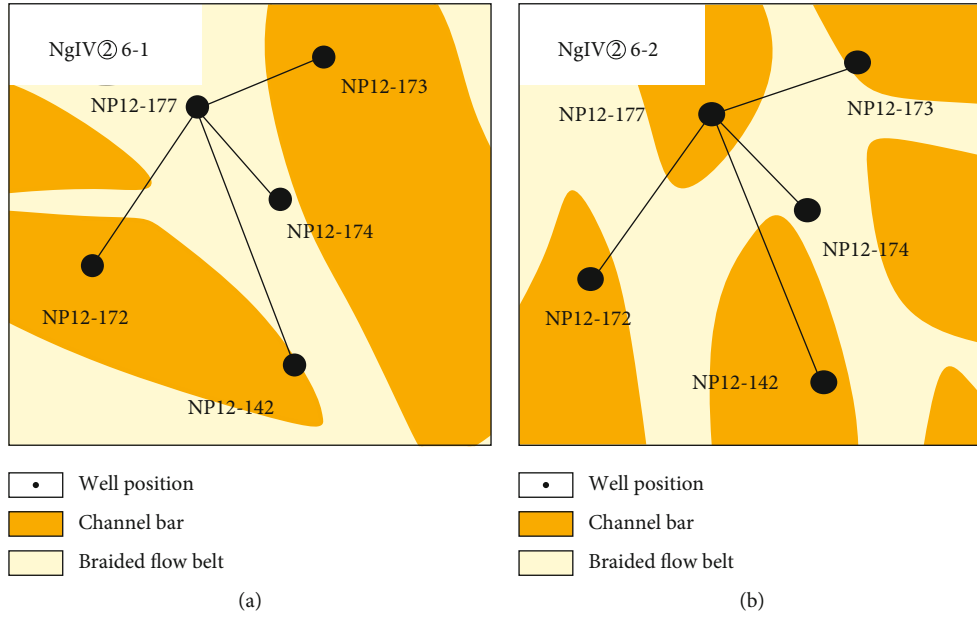 NgIV② 6-1
NP12-177
NP12-173
NP12-174
NP12-172
NP12-142
Well position
Channel bar
Braided flow belt
(a)
NgIV② 6-2
NP12-177
NP12-173
NP12-174
NP12-172
NP12-142
Well position
Channel bar
Braided flow belt
(b)